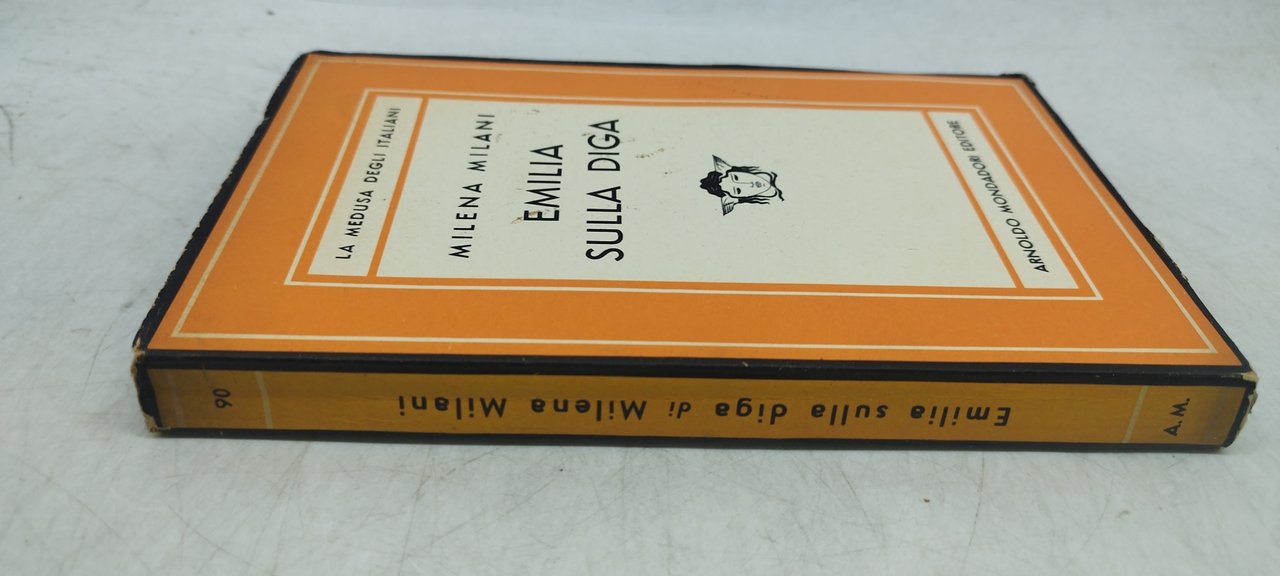 LA MEDUSA DEGLI ITALIANI
MILENA MILANI
EMILIA
SULLA DIGA
ARNOLDO MONDADORI EDITORE
90
Emilia sulla diga di Milena Milani
A. M.